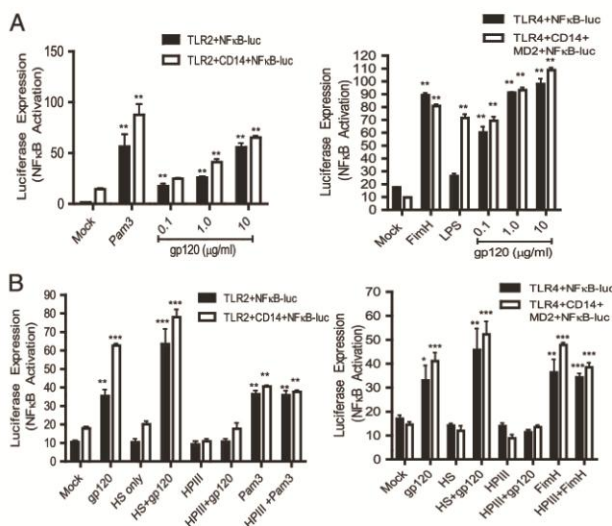 A
Luciferase Expression
(NFκB Activation)
100
50
0
TLR2+NFκB-luc
TLR2+CD14+NFκB-luc
**
**
**
**
**
**
**
Mock
Pam3
0.1
1.0
10
gp120 (μg/ml)
Luciferase Expression
(NFκB Activation)
110
100
90
80
70
60
50
40
30
20
10
TLR4+NFκB-luc
TLR4+CD14+
MD2+NFκB-luc
**
**
**
**
**
**
**
**
**
Mock
FimH
LPS
0.1
1.0
10
gp120 (μg/ml)
B
Luciferase Expression
(NFκB Activation)
90
80
70
60
50
40
30
20
10
0
TLR2+NFκB-luc
TLR2+CD14+NFκB-luc
**
***
***
***
**
**
**
**
Mock
gp120
HS only
HS+gp120
HPIII
HPIII+gp120
Pam3
HPIII +Pam3
Luciferase Expression
(NFκB Activation)
70
60
50
40
30
20
10
0
TLR4+NFκB-luc
TLR4+CD14+
MD2+NFκB-luc
*
***
**
***
**
***
***
***
Mock
gp120
HS
HS+gp120
HPIII
HPIII+gp120
FimH
HPIII+FimH